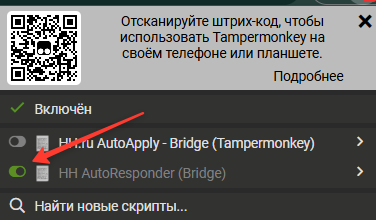 Отсканируйте штрих-код, чтобы
использовать Tampermonkey на
своём телефоне или планшете.
Подробнее
Включён
HH.ru AutoApply - Bridge (Tampermonkey)
HH AutoResponder (Bridge)
Найти новые скрипты...